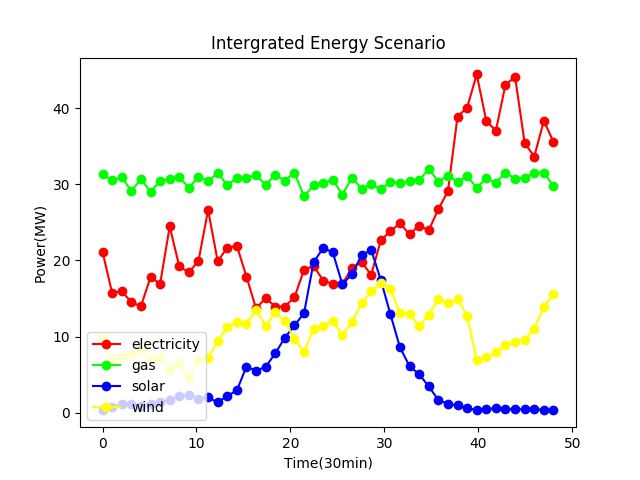 Intergrated Energy Scenario
Power(MW)
40
30
20
10
0
electricity
gas
solar
wind
0 10 20 30 40 50
Time(30min)